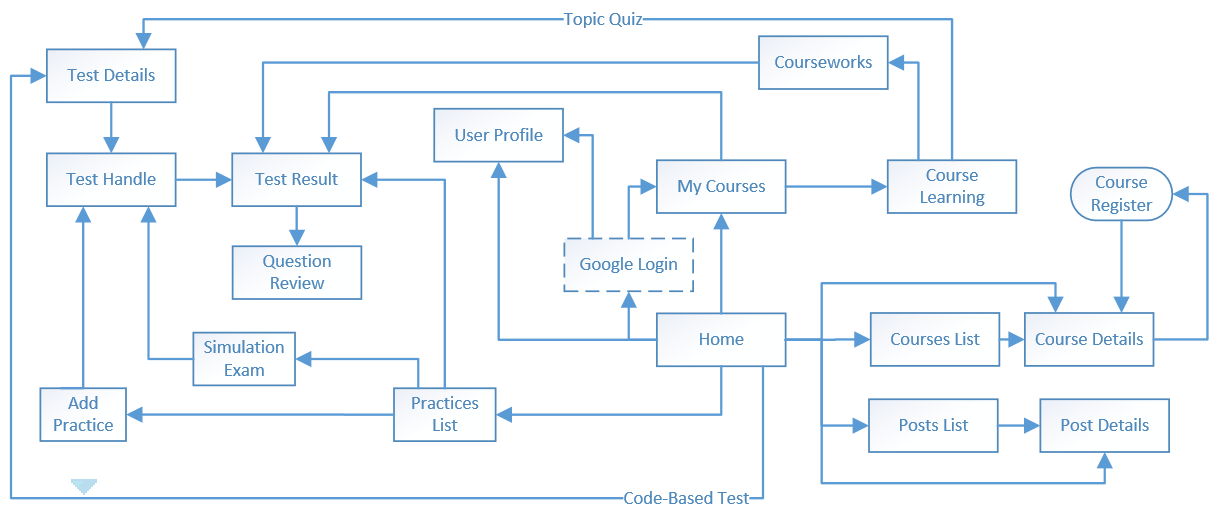 Topic Quiz
Test Details
Courseworks
User Profile
Test Handle
Test Result
My Courses
Course
Learning
Course
Register
Question
Review
Google Login
Simulation
Exam
Home
Courses List
Course Details
Add
Practice
Practices
List
Posts List
Post Details
Code-Based Test